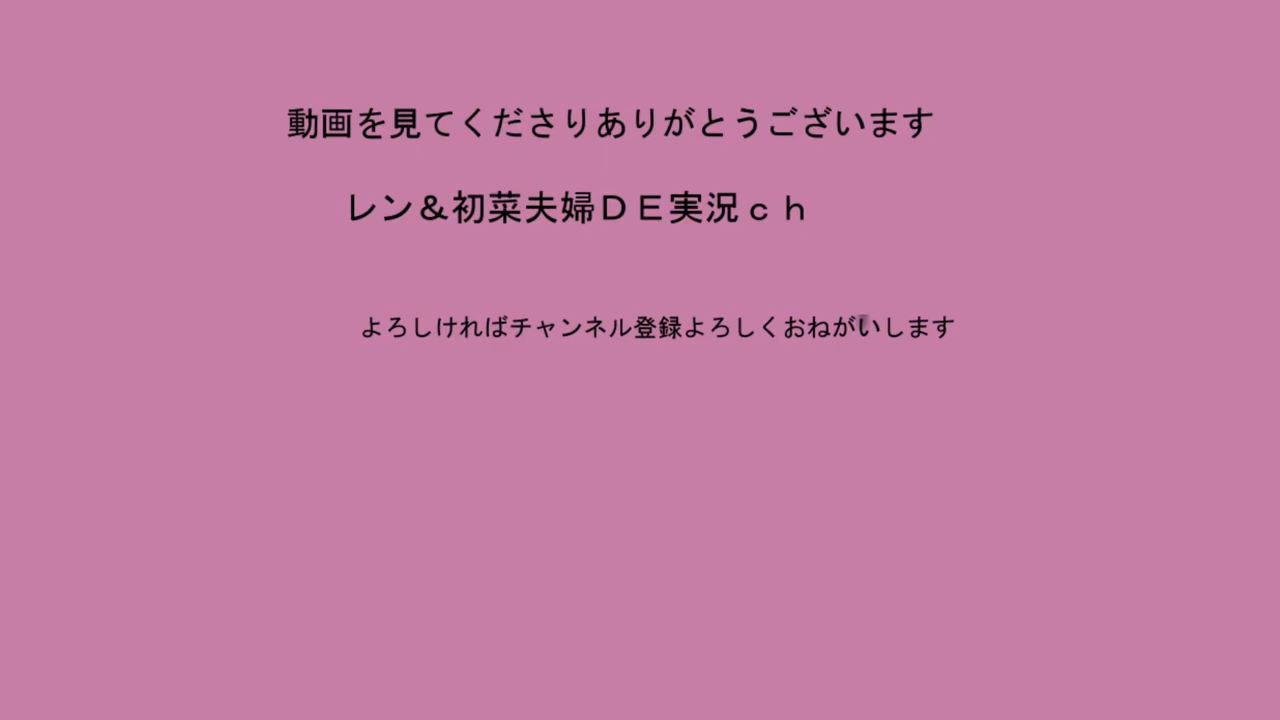 動画を見てくださりありがとうございます
レン＆初菜夫婦ＤＥ実況ｃｈ
よろしければチャンネル登録よろしくおねがいします